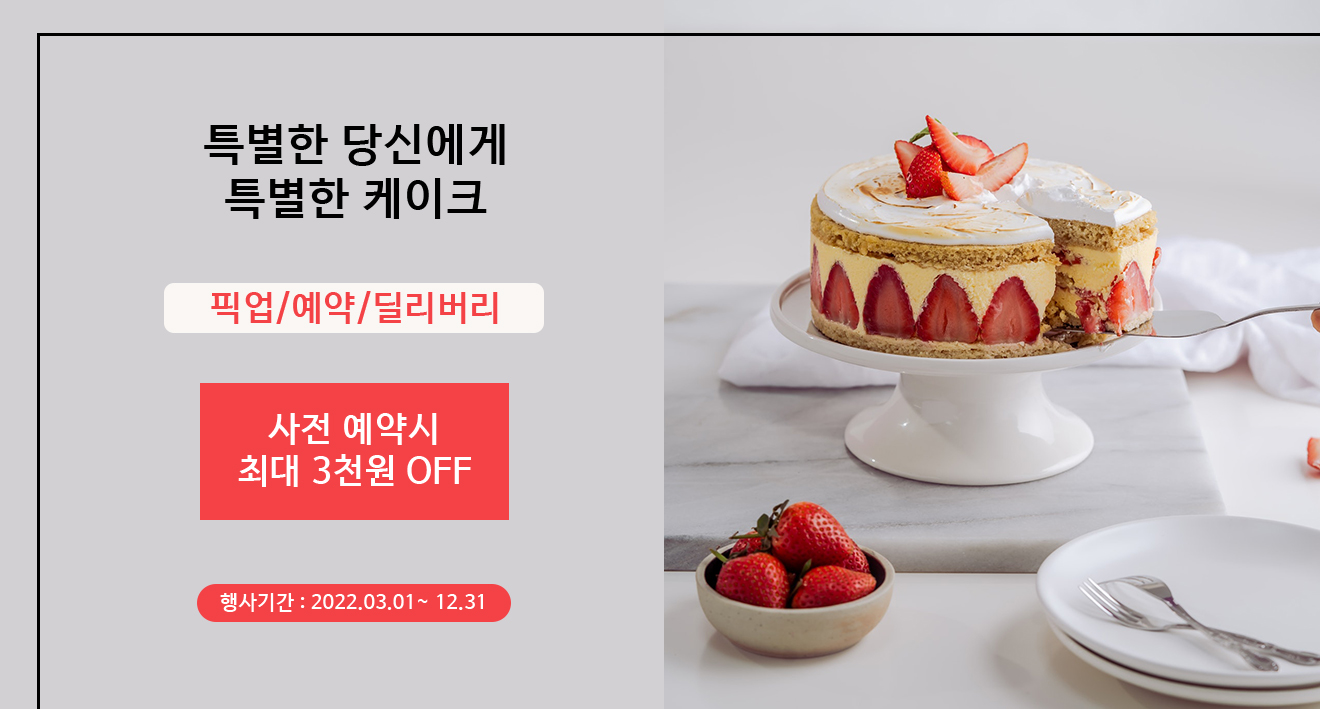 특별한 당신에게
특별한 케이크
픽업/예약/딜리버리
사전 예약시
최대 3천원 OFF
행사기간 : 2022.03.01~ 12.31